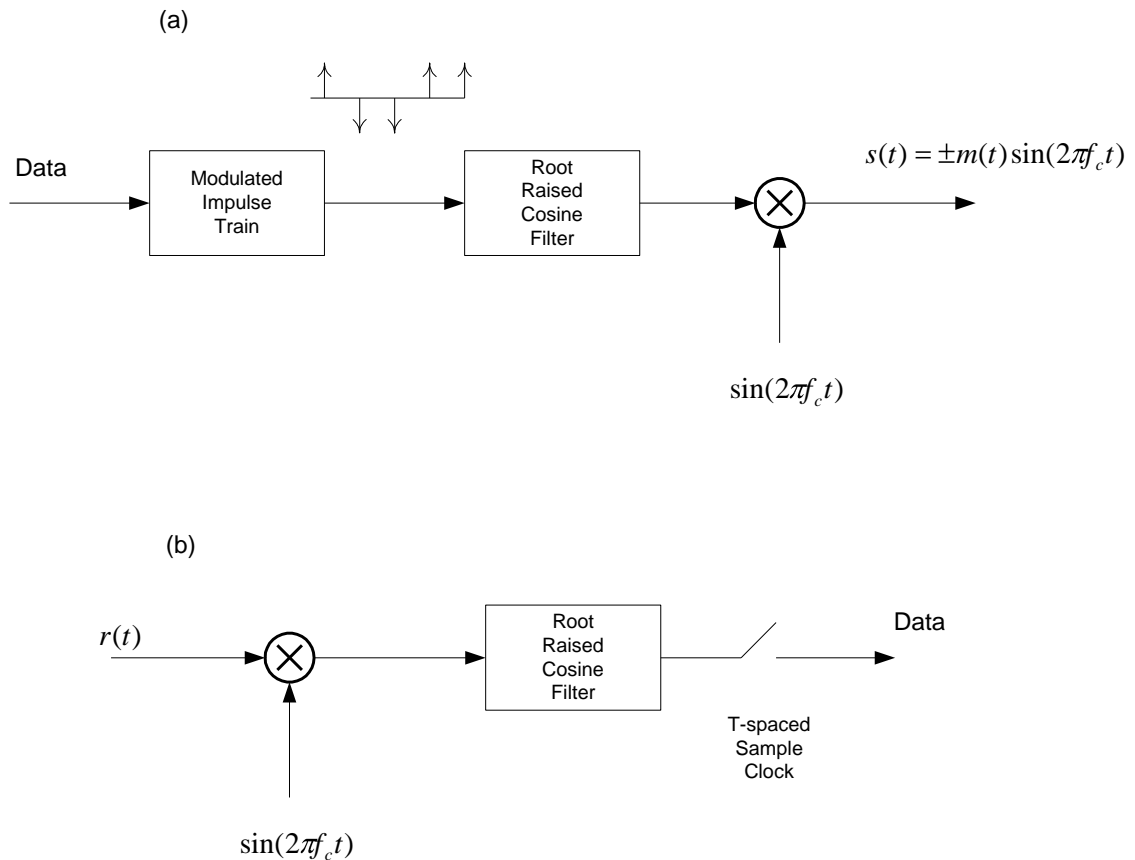 (a)
Data
Modulated
Impulse
Train
Root
Raised
Cosine
Filter
s(t) = ±m(t)sin(2πf_c t)
sin(2πf_c t)
(b)
r(t)
Root
Raised
Cosine
Filter
Data
T-spaced
Sample
Clock
sin(2πf_c t)